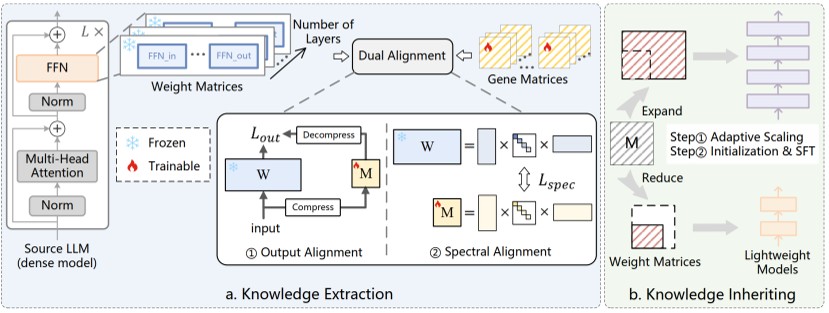 L ×
FFN
Norm
Multi-Head
Attention
Norm
Source LLM
(dense model)
FFN_in
...
FFN_out
Weight Matrices
Number of
Layers
Dual Alignment
Gene Matrices
Frozen
Trainable
L_out
Decompress
W
M
Compress
input
① Output Alignment
W = × ×
L_spec
M = × ×
② Spectral Alignment
a. Knowledge Extraction
Expand
M
Step① Adaptive Scaling
Step② Initialization & SFT
Reduce
Weight Matrices
Lightweight
Models
b. Knowledge Inheriting